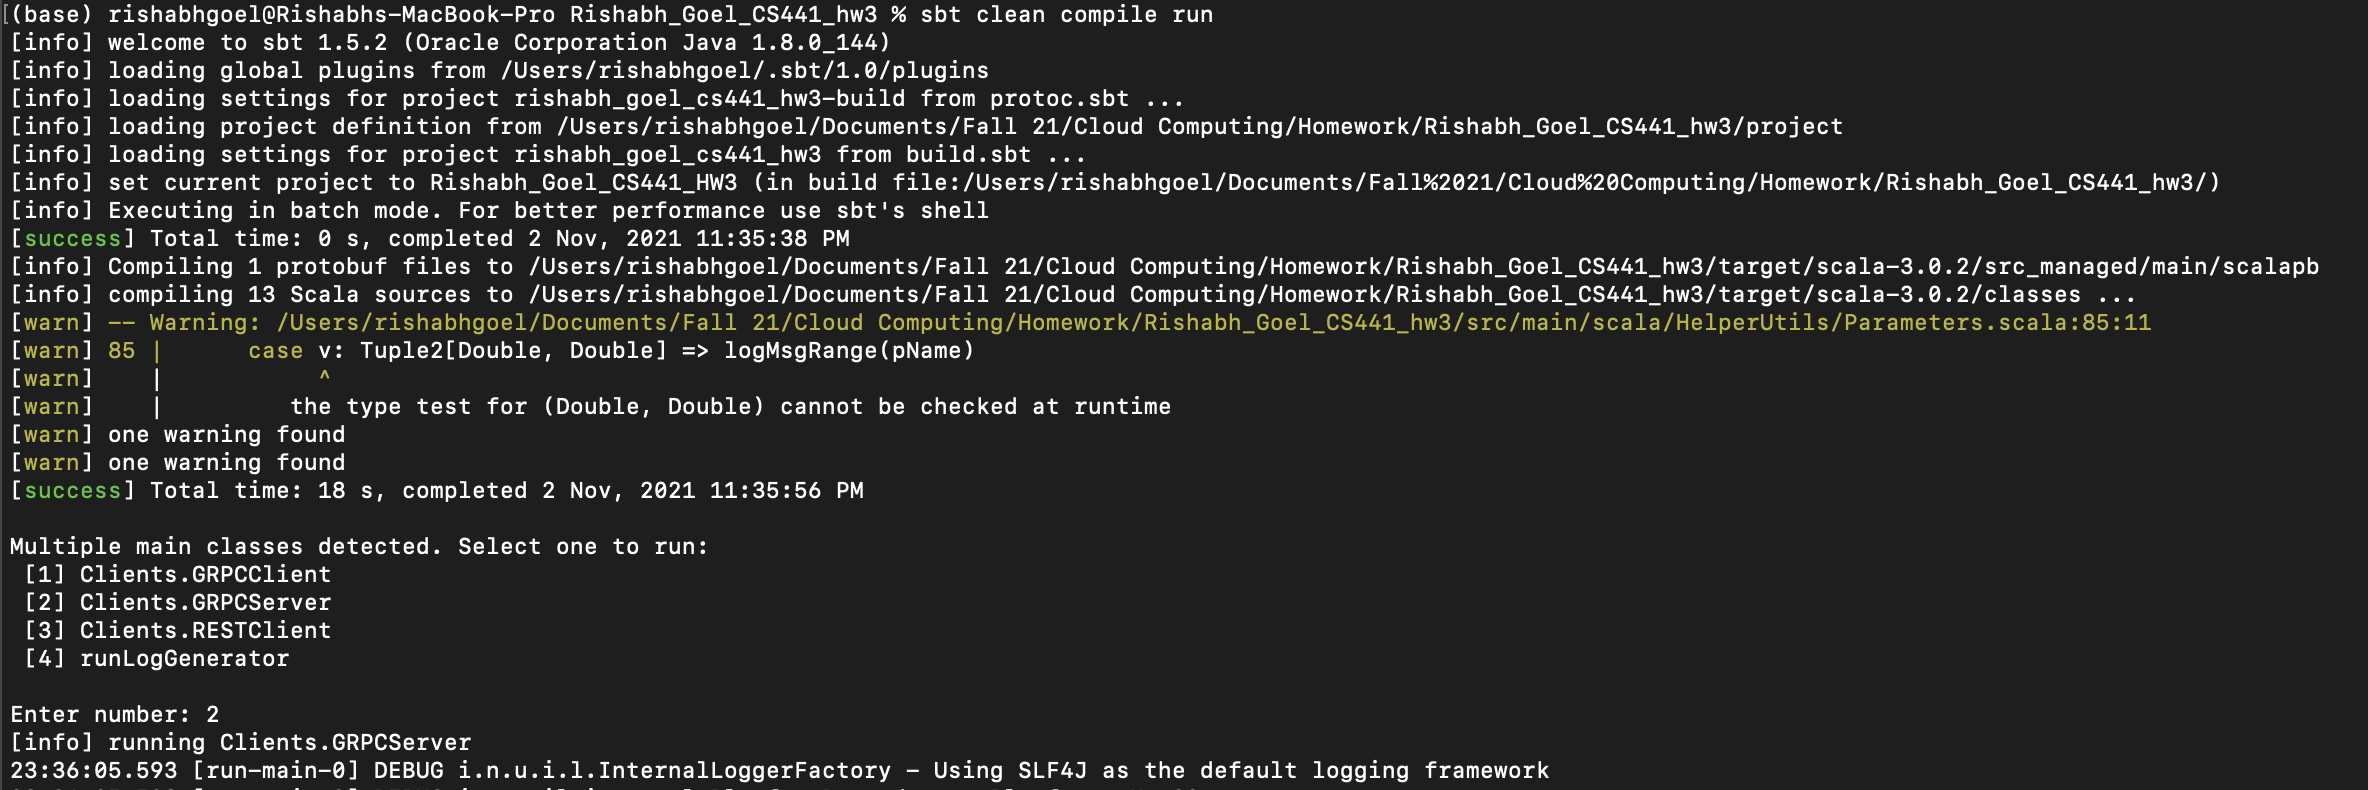 (base) rishabhgoel@Rishabhs-MacBook-Pro Rishabh_Goel_CS441_hw3 % sbt clean compile run
[info] welcome to sbt 1.5.2 (Oracle Corporation Java 1.8.0_144)
[info] loading global plugins from /Users/rishabhgoel/.sbt/1.0/plugins
[info] loading settings for project rishabh_goel_cs441_hw3-build from protoc.sbt ...
[info] loading project definition from /Users/rishabhgoel/Documents/Fall 21/Cloud Computing/Homework/Rishabh_Goel_CS441_hw3/project
[info] loading settings for project rishabh_goel_cs441_hw3 from build.sbt ...
[info] set current project to Rishabh_Goel_CS441_HW3 (in build file:/Users/rishabhgoel/Documents/Fall%2021/Cloud%20Computing/Homework/Rishabh_Goel_CS441_hw3/)
[info] Executing in batch mode. For better performance use sbt's shell
[success] Total time: 0 s, completed 2 Nov, 2021 11:35:38 PM
[info] Compiling 1 protobuf files to /Users/rishabhgoel/Documents/Fall 21/Cloud Computing/Homework/Rishabh_Goel_CS441_hw3/target/scala-3.0.2/src_managed/main/scalapb
[info] compiling 13 Scala sources to /Users/rishabhgoel/Documents/Fall 21/Cloud Computing/Homework/Rishabh_Goel_CS441_hw3/target/scala-3.0.2/classes ...
[warn] -- Warning: /Users/rishabhgoel/Documents/Fall 21/Cloud Computing/Homework/Rishabh_Goel_CS441_hw3/src/main/scala/HelperUtils/Parameters.scala:85:11
[warn] 85 |      case v: Tuple2[Double, Double] => logMsgRange(pName)
[warn]    |           ^
[warn]    |         the type test for (Double, Double) cannot be checked at runtime
[warn] one warning found
[warn] one warning found
[success] Total time: 18 s, completed 2 Nov, 2021 11:35:56 PM
Multiple main classes detected. Select one to run:
[1] Clients.GRPCClient
[2] Clients.GRPCServer
[3] Clients.RESTClient
[4] runLogGenerator
Enter number: 2
[info] running Clients.GRPCServer
23:36:05.593 [run-main-0] DEBUG i.n.u.i.l.InternalLoggerFactory - Using SLF4J as the default logging framework